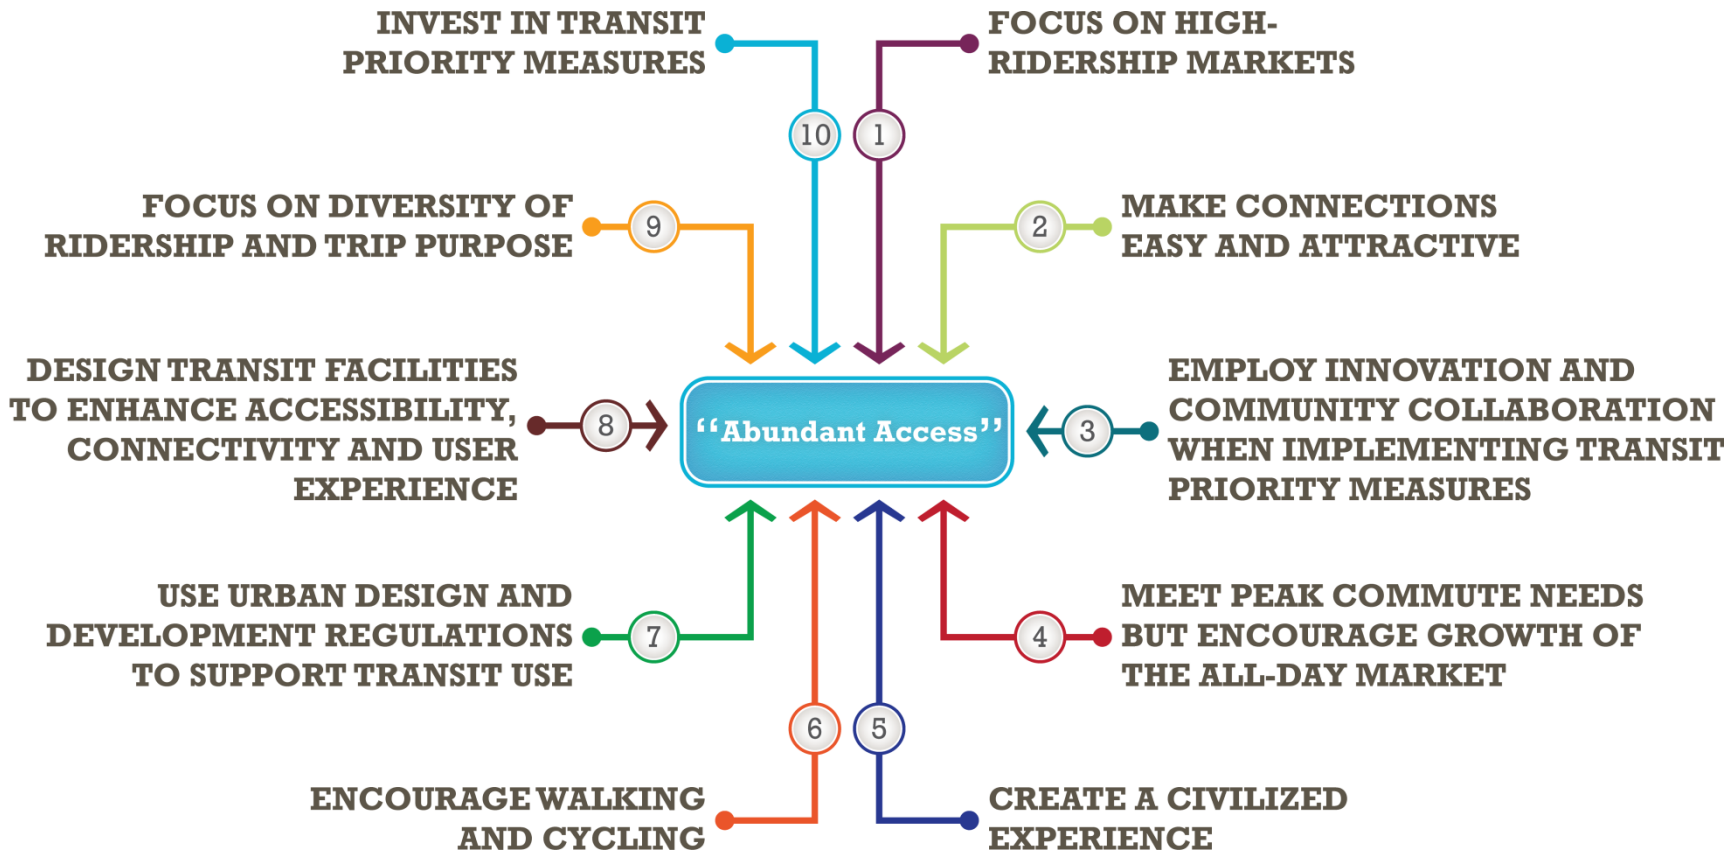 INVEST IN TRANSIT
PRIORITY MEASURES
10
FOCUS ON HIGH-
RIDERSHIP MARKETS
1
FOCUS ON DIVERSITY OF
RIDERSHIP AND TRIP PURPOSE
9
MAKE CONNECTIONS
EASY AND ATTRACTIVE
2
DESIGN TRANSIT FACILITIES
TO ENHANCE ACCESSIBILITY,
CONNECTIVITY AND USER
EXPERIENCE
8
“Abundant Access”
3
EMPLOY INNOVATION AND
COMMUNITY COLLABORATION
WHEN IMPLEMENTING TRANSIT
PRIORITY MEASURES
USE URBAN DESIGN AND
DEVELOPMENT REGULATIONS
TO SUPPORT TRANSIT USE
7
4
MEET PEAK COMMUTE NEEDS
BUT ENCOURAGE GROWTH OF
THE ALL-DAY MARKET
6
5
ENCOURAGE WALKING
AND CYCLING
CREATE A CIVILIZED
EXPERIENCE